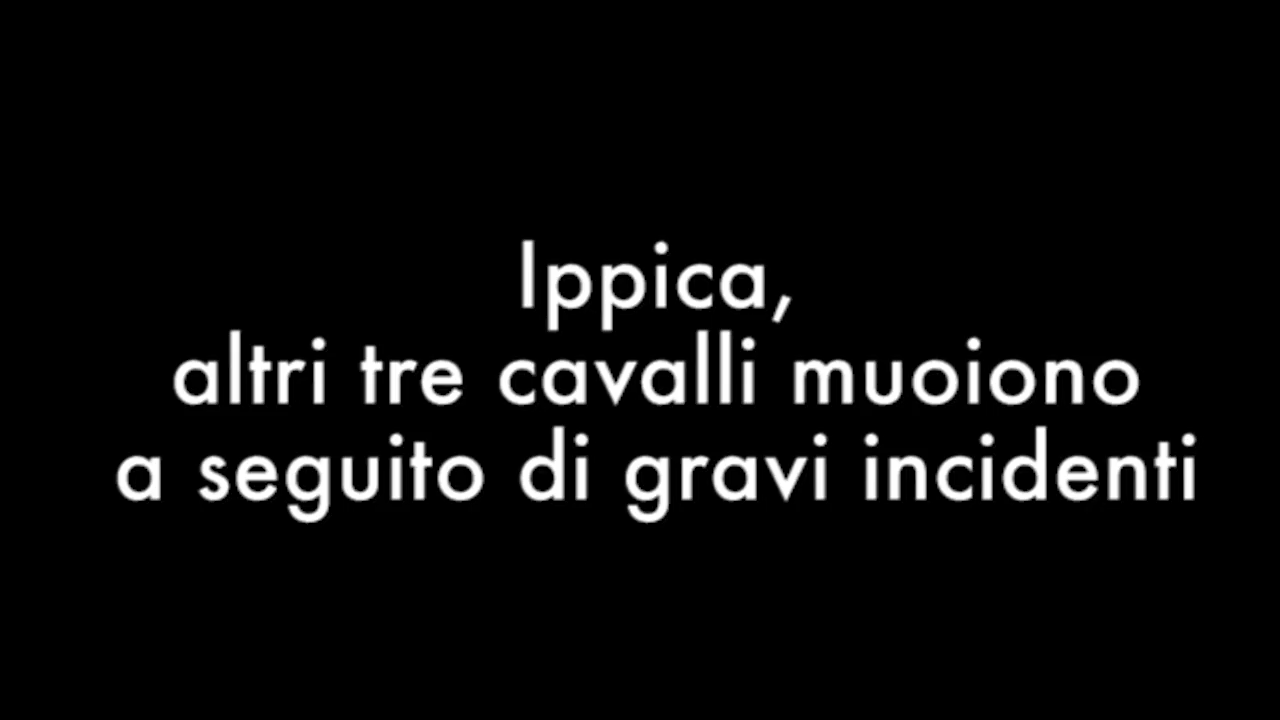 Ippica,
altri tre cavalli muoiono
a seguito di gravi incidenti